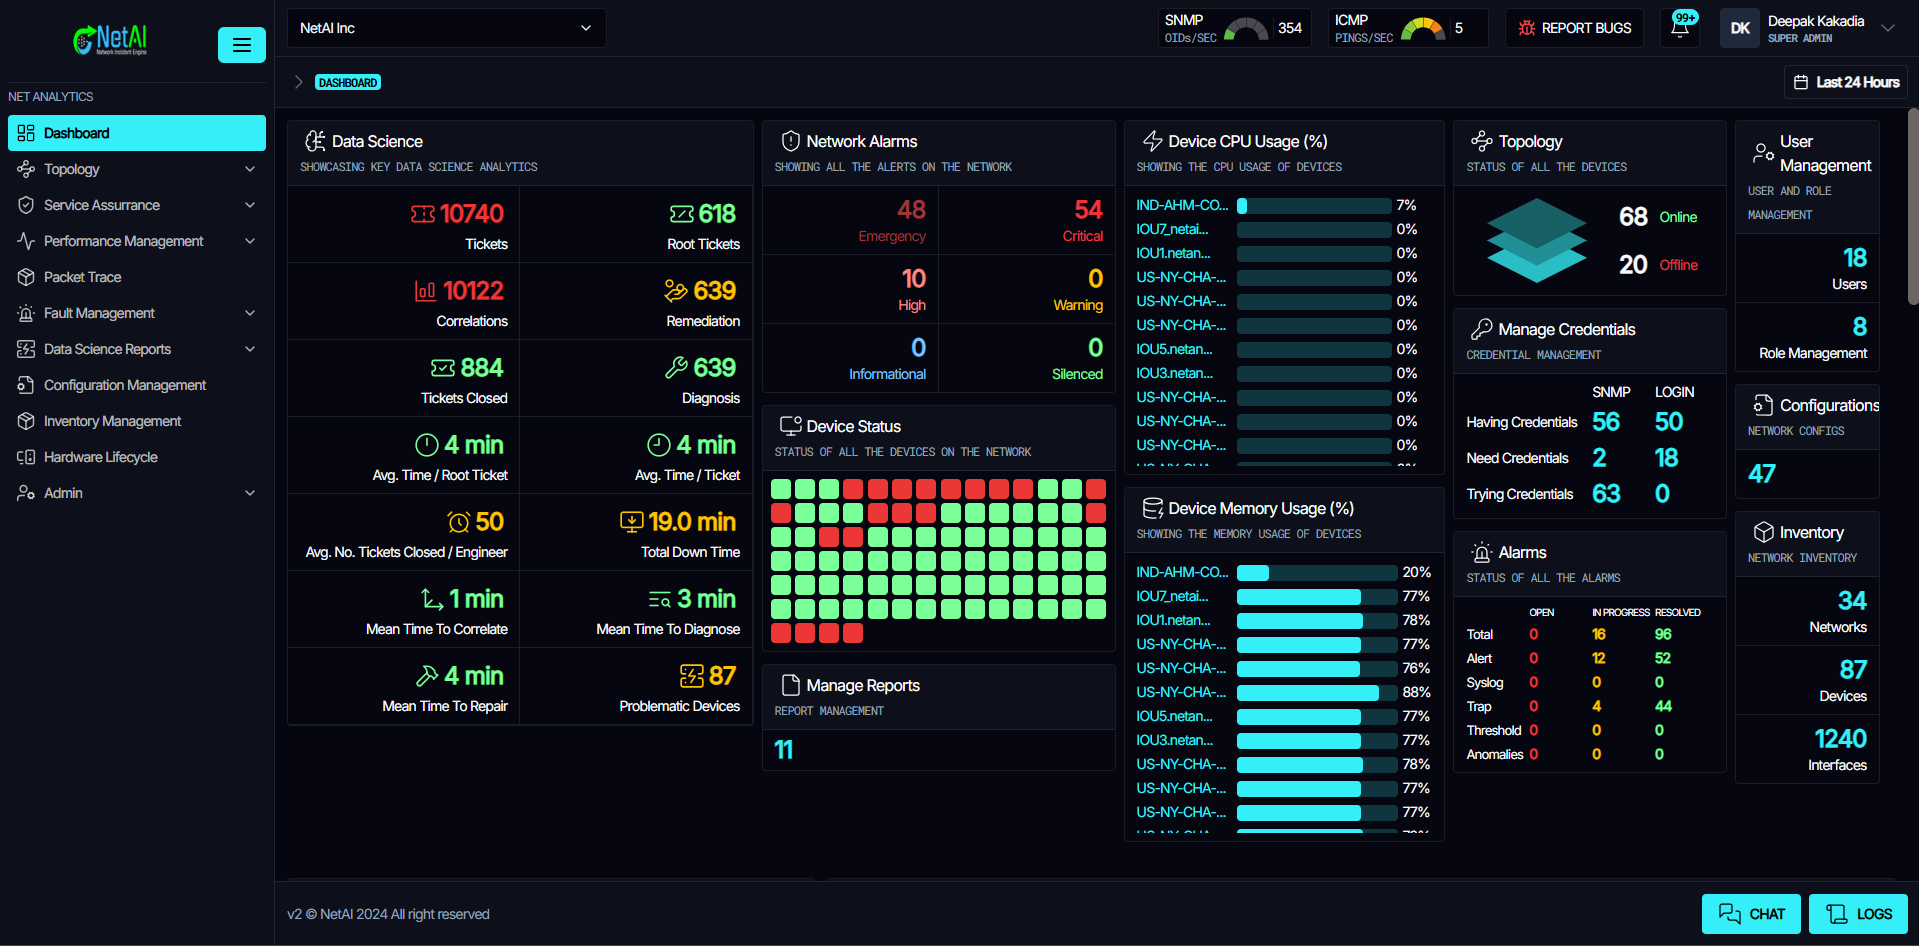 NetAI
Network Incident Engine
NetAI Inc
SNMP
OIDs/SEC
354
ICMP
PINGS/SEC
5
REPORT BUGS
99+
DK
Deepak Kakadia
SUPER ADMIN
DASHBOARD
Last 24 Hours
NET ANALYTICS
Dashboard
Topology
Service Assurrance
Performance Management
Packet Trace
Fault Management
Data Science Reports
Configuration Management
Inventory Management
Hardware Lifecycle
Admin
Data Science
SHOWCASING KEY DATA SCIENCE ANALYTICS
10740
Tickets
618
Root Tickets
10122
Correlations
639
Remediation
884
Tickets Closed
639
Diagnosis
4 min
Avg. Time / Root Ticket
4 min
Avg. Time / Ticket
50
Avg. No. Tickets Closed / Engineer
19.0 min
Total Down Time
1 min
Mean Time To Correlate
3 min
Mean Time To Diagnose
4 min
Mean Time To Repair
87
Problematic Devices
Network Alarms
SHOWING ALL THE ALERTS ON THE NETWORK
48
Emergency
54
Critical
10
High
0
Warning
0
Informational
0
Silenced
Device Status
STATUS OF ALL THE DEVICES ON THE NETWORK
Manage Reports
REPORT MANAGEMENT
11
Device CPU Usage (%)
SHOWING THE CPU USAGE OF DEVICES
IND-AHM-CO... 7%
IOU7_netai... 0%
IOU1.netan... 0%
US-NY-CHA-... 0%
US-NY-CHA-... 0%
US-NY-CHA-... 0%
IOU5.netan... 0%
IOU3.netan... 0%
US-NY-CHA-... 0%
US-NY-CHA-... 0%
US-NY-CHA-... 0%
Device Memory Usage (%)
SHOWING THE MEMORY USAGE OF DEVICES
IND-AHM-CO... 20%
IOU7_netai... 77%
IOU1.netan... 78%
US-NY-CHA-... 77%
US-NY-CHA-... 76%
US-NY-CHA-... 88%
IOU5.netan... 77%
IOU3.netan... 77%
US-NY-CHA-... 78%
US-NY-CHA-... 77%
US-NY-CHA-... 77%
Topology
STATUS OF ALL THE DEVICES
68 Online
20 Offline
Manage Credentials
CREDENTIAL MANAGEMENT
SNMP LOGIN
Having Credentials 56 50
Need Credentials 2 18
Trying Credentials 63 0
Alarms
STATUS OF ALL THE ALARMS
OPEN IN PROGRESS RESOLVED
Total 0 16 96
Alert 0 12 52
Syslog 0 0 0
Trap 0 4 44
Threshold 0 0 0
Anomalies 0 0 0
User
Management
USER AND ROLE
MANAGEMENT
18
Users
8
Role Management
Configurations
NETWORK CONFIGS
47
Inventory
NETWORK INVENTORY
34
Networks
87
Devices
1240
Interfaces
v2 © NetAI 2024 All right reserved
CHAT
LOGS